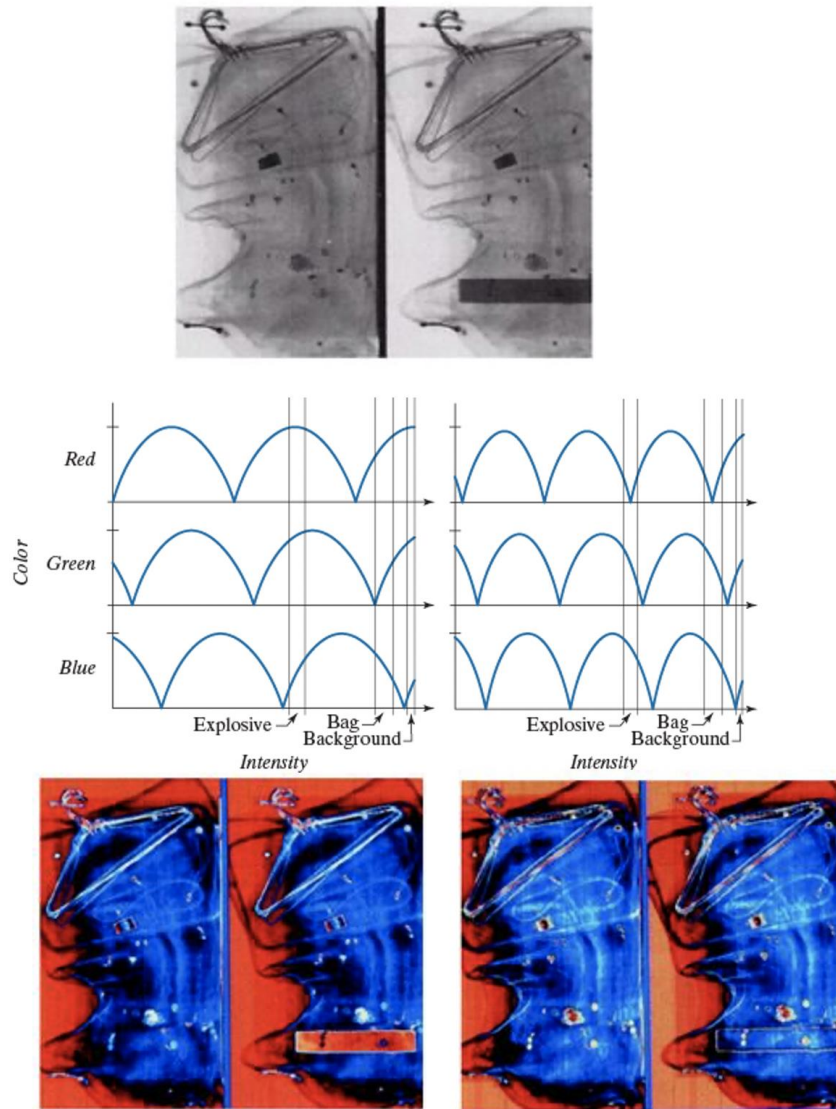 Red
Green
Blue
Color
Explosive
Bag
Background
Intensity
Explosive
Bag
Background
Intensity